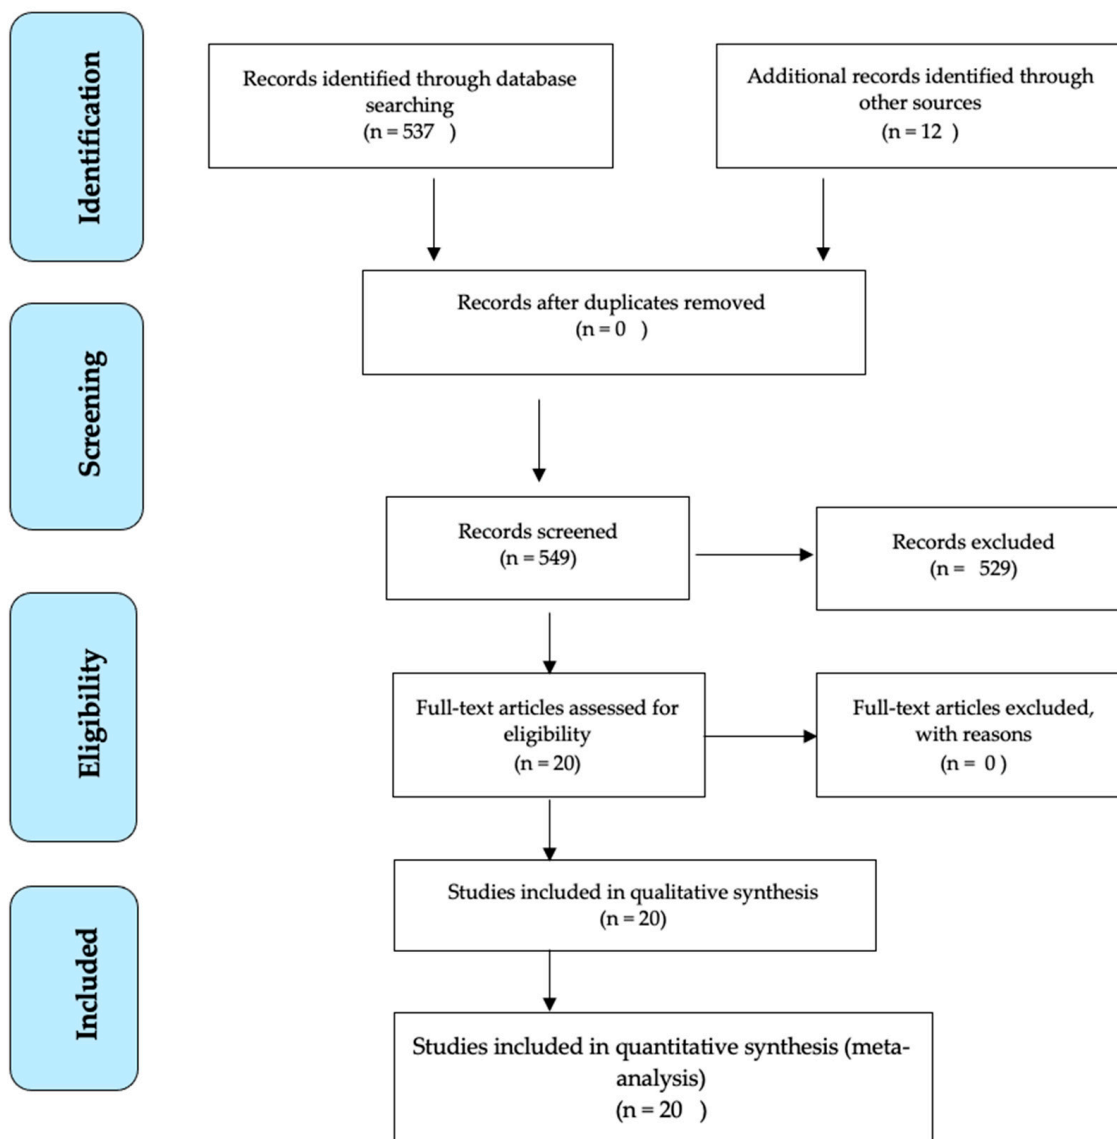 Identification
Records identified through database
searching
(n = 537   )
Additional records identified through
other sources
(n = 12  )
Records after duplicates removed
(n = 0   )
Screening
Records screened
(n = 549)
Records excluded
(n =   529)
Eligibility
Full-text articles assessed for
eligibility
(n = 20)
Full-text articles excluded,
with reasons
(n =  0 )
Included
Studies included in qualitative synthesis
(n = 20)
Studies included in quantitative synthesis (meta-
analysis)
(n = 20   )